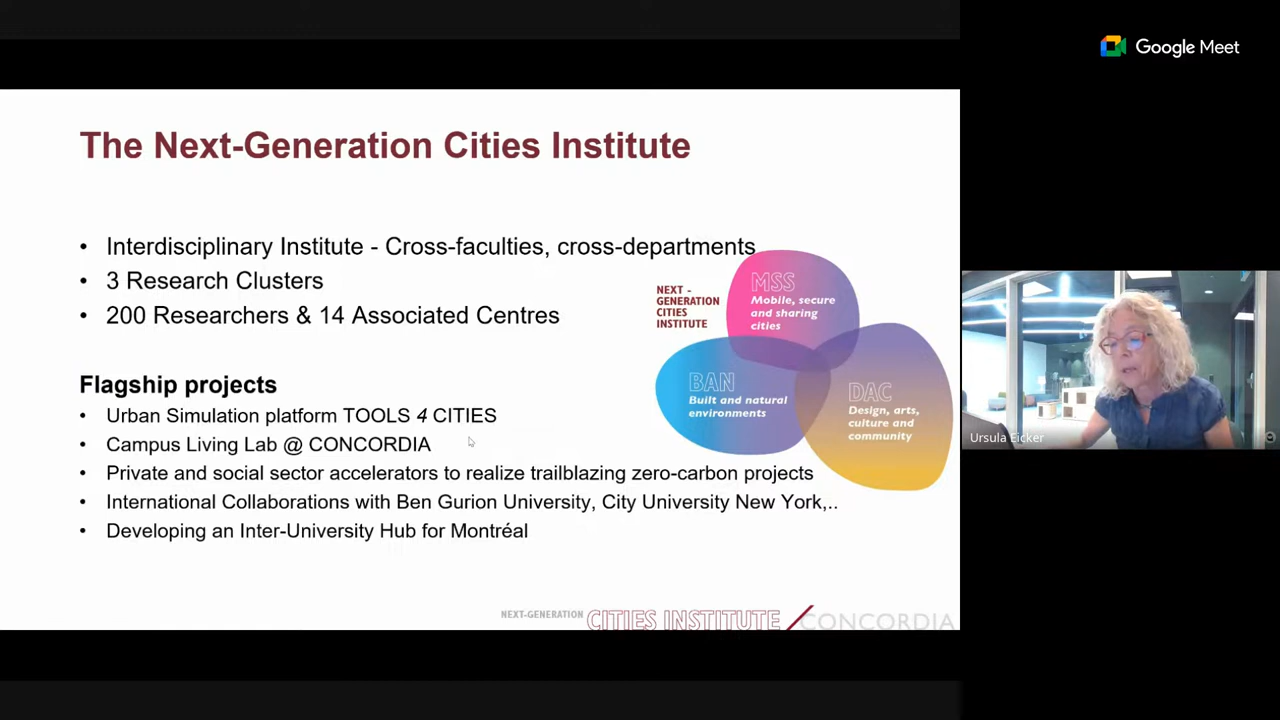 Google Meet
The Next-Generation Cities Institute
• Interdisciplinary Institute - Cross-faculties, cross-departments
• 3 Research Clusters
• 200 Researchers & 14 Associated Centres
NEXT -
GENERATION
CITIES
INSTITUTE
MSS
Mobile, secure
and sharing
cities
BAN
Built and natural
environments
DAC
Design, arts,
culture and
community
Flagship projects
• Urban Simulation platform TOOLS 4 CITIES
• Campus Living Lab @ CONCORDIA
• Private and social sector accelerators to realize trailblazing zero-carbon projects
• International Collaborations with Ben Gurion University, City University New York,..
• Developing an Inter-University Hub for Montréal
NEXT-GENERATION CITIES INSTITUTE / CONCORDIA
Ursula Eicker